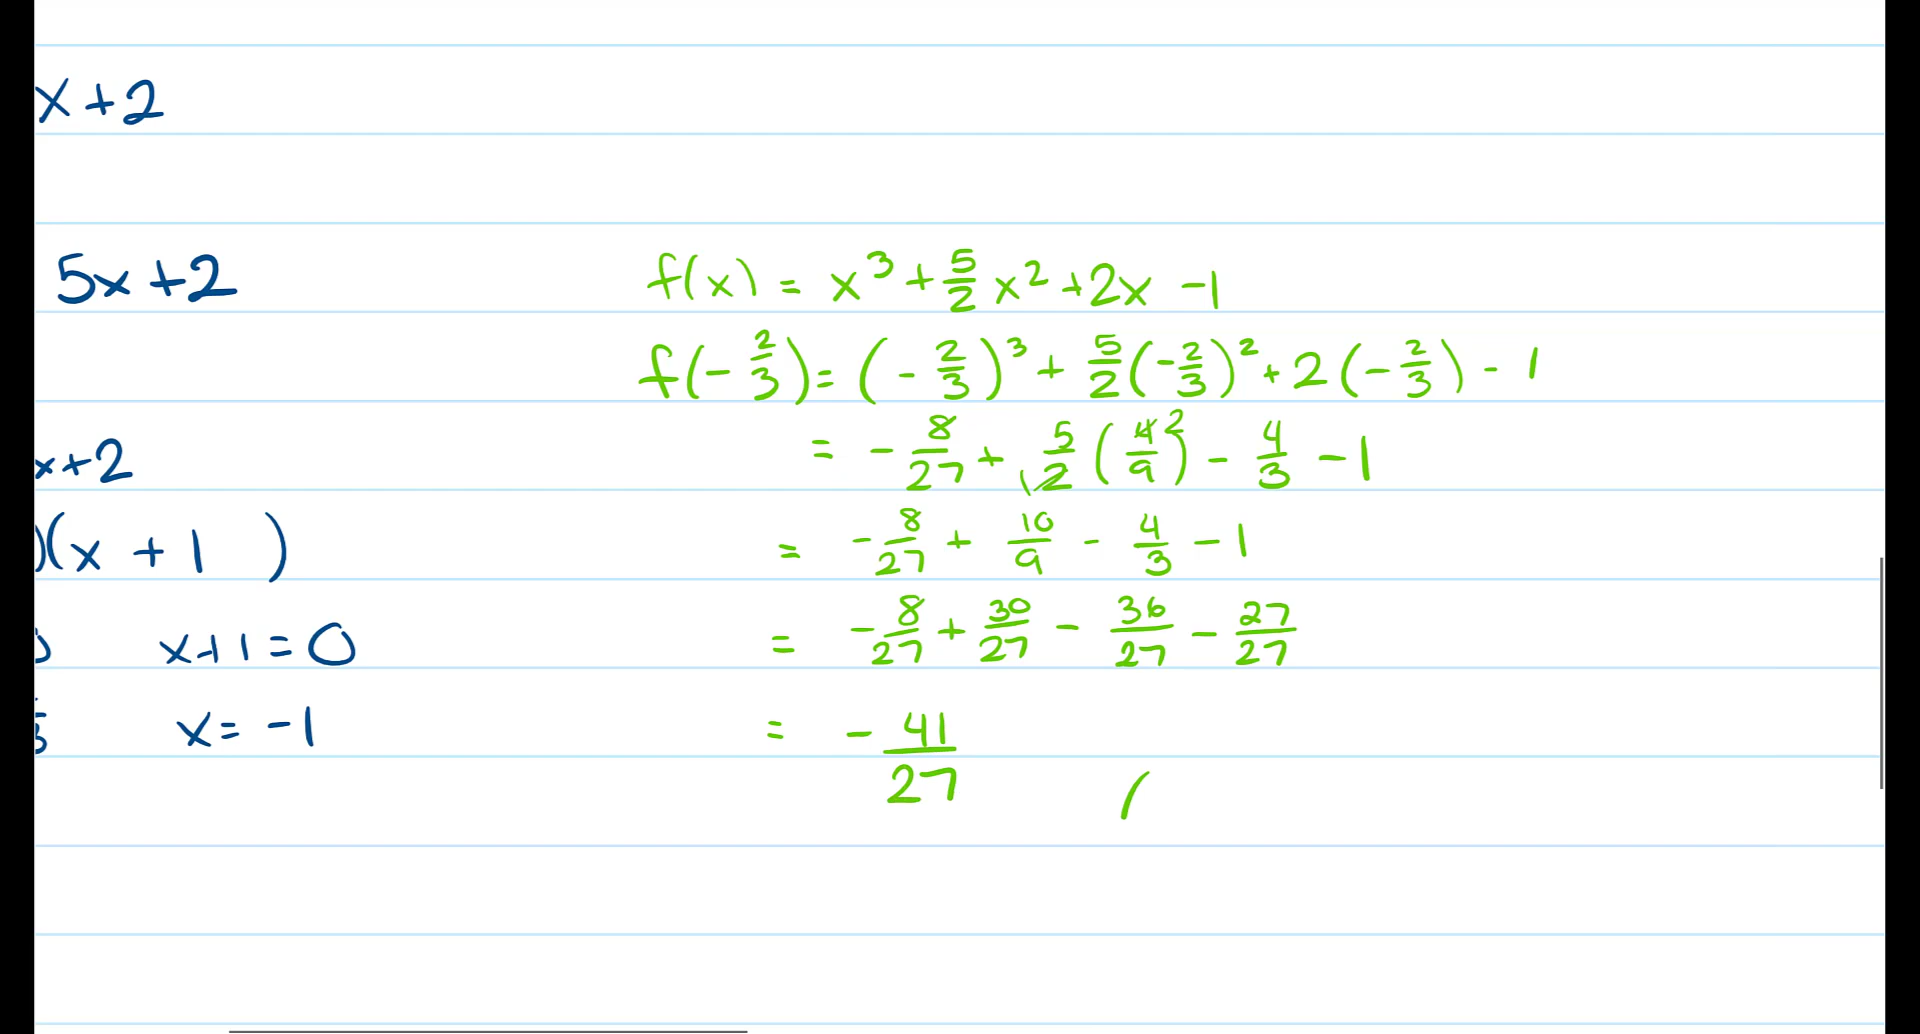 x + 2
5x + 2
x + 2
)(x + 1 )
x + 1 = 0
x = -1
f(x) = x³ + 5/2 x² + 2x - 1
f(-2/3) = (-2/3)³ + 5/2(-2/3)² + 2(-2/3) - 1
= -8/27 + 5/2 (4/9) - 4/3 - 1
2
1
= -8/27 + 10/9 - 4/3 - 1
= -8/27 + 30/27 - 36/27 - 27/27
= -41/27 (